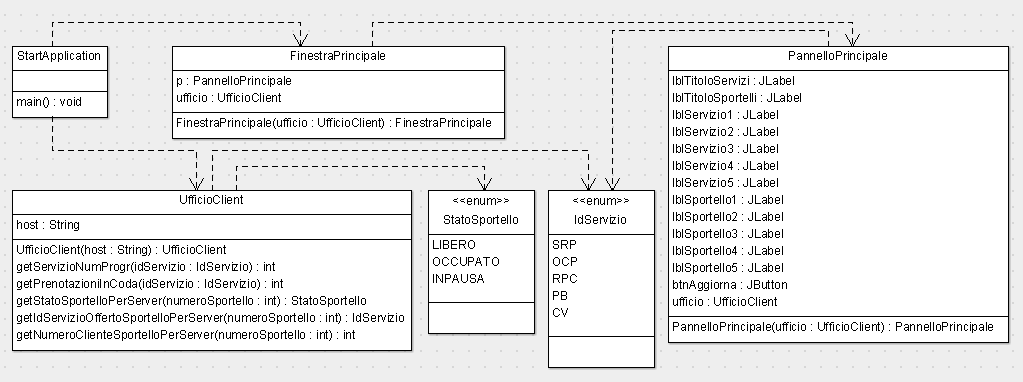 StartApplication
main() : void
FinestraPrincipale
p : PannelloPrincipale
ufficio : UfficioClient
FinestraPrincipale(ufficio : UfficioClient) : FinestraPrincipale
PannelloPrincipale
lblTitoloServizi : JLabel
lblTitoloSportelli : JLabel
lblServizio1 : JLabel
lblServizio2 : JLabel
lblServizio3 : JLabel
lblServizio4 : JLabel
lblServizio5 : JLabel
lblSportello1 : JLabel
lblSportello2 : JLabel
lblSportello3 : JLabel
lblSportello4 : JLabel
lblSportello5 : JLabel
btnAggiorna : JButton
ufficio : UfficioClient
PannelloPrincipale(ufficio : UfficioClient) : PannelloPrincipale
UfficioClient
host : String
UfficioClient(host : String) : UfficioClient
getServizioNumProgr(idServizio : IdServizio) : int
getPrenotazioniInCoda(idServizio : IdServizio) : int
getStatoSportelloPerServer(numeroSportello : int) : StatoSportello
getIdServizioOffertoSportelloPerServer(numeroSportello : int) : IdServizio
getNumeroClienteSportelloPerServer(numeroSportello : int) : int
<<enum>>
StatoSportello
LIBERO
OCCUPATO
INPAUSA
<<enum>>
IdServizio
SRP
OCP
RPC
PB
CV